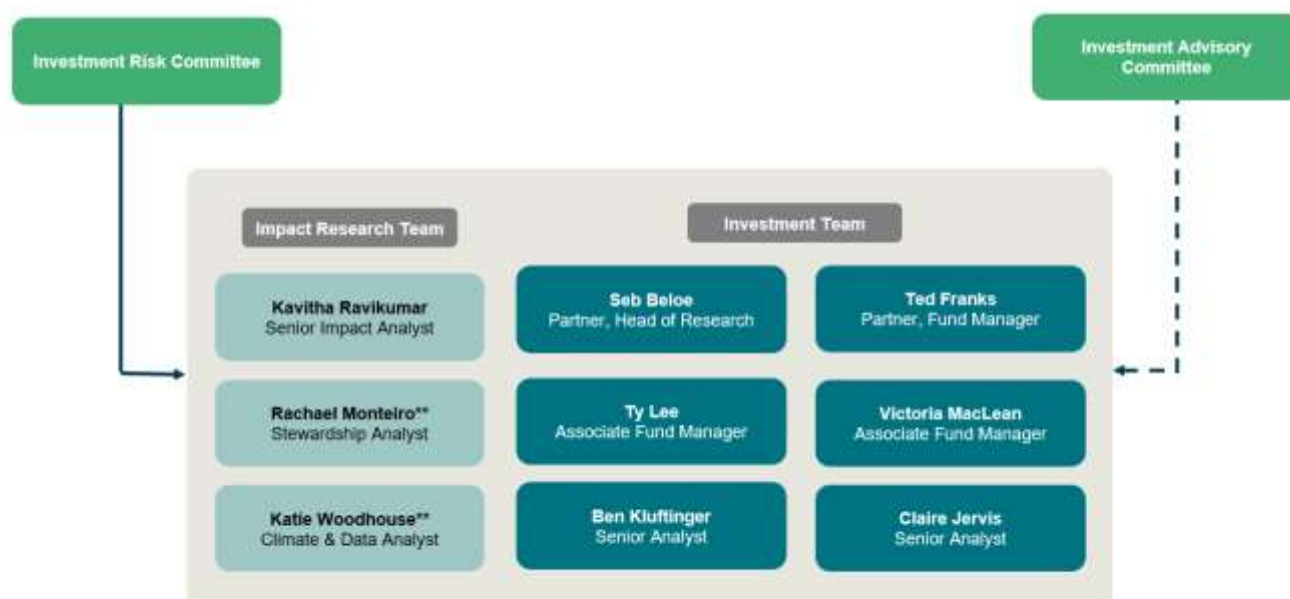 Investment Risk Committee
Investment Advisory
Committee
Impact Research Team
Investment Team
Kavitha Ravikumar
Senior Impact Analyst
Seb Beloe
Partner, Head of Research
Ted Franks
Partner, Fund Manager
Rachael Monteiro**
Stewardship Analyst
Ty Lee
Associate Fund Manager
Victoria MacLean
Associate Fund Manager
Katie Woodhouse**
Climate & Data Analyst
Ben Kluftinger
Senior Analyst
Claire Jervis
Senior Analyst